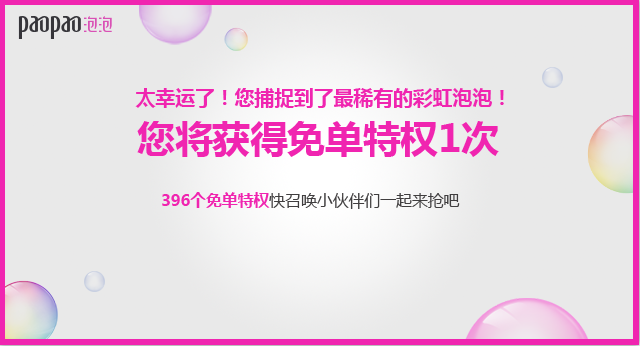 paopao泡泡
太幸运了！您捕捉到了最稀有的彩虹泡泡！
您将获得免单特权1次
396个免单特权快召唤小伙伴们一起来抢吧